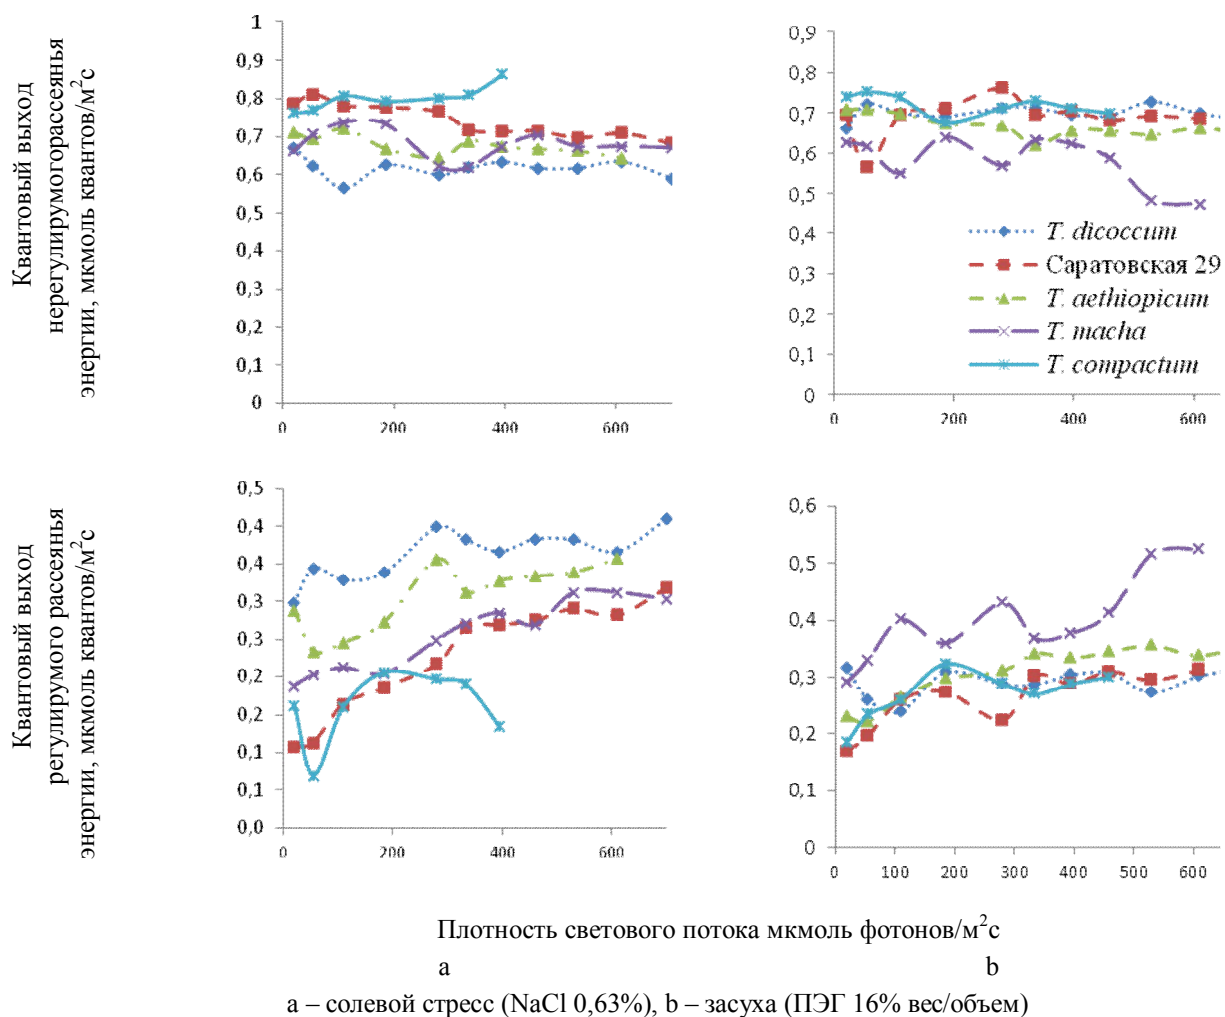 Квантовый выход
нерегулирумогорассеянья
энергии, мкмоль квантов/м²с
1
0,9
0,8
0,7
0,6
0,5
0,4
0,3
0,2
0,1
0
0 200 400 600
0,9
0,8
0,7
0,6
0,5
0,4
0,3
0,2
0,1
0
0 200 400 600
T. dicoccum
Саратовская 29
T. aethiopicum
T. macha
T. compactum
Квантовый выход
регулирумого рассеянья
энергии, мкмоль квантов/м²с
0,5
0,4
0,4
0,3
0,3
0,2
0,2
0,1
0,1
0,0
0 200 400 600
0,6
0,5
0,4
0,3
0,2
0,1
0
0 100 200 300 400 500 600
Плотность светового потока мкмоль фотонов/м²с
a b
a – солевой стресс (NaCl 0,63%), b – засуха (ПЭГ 16% вес/объем)